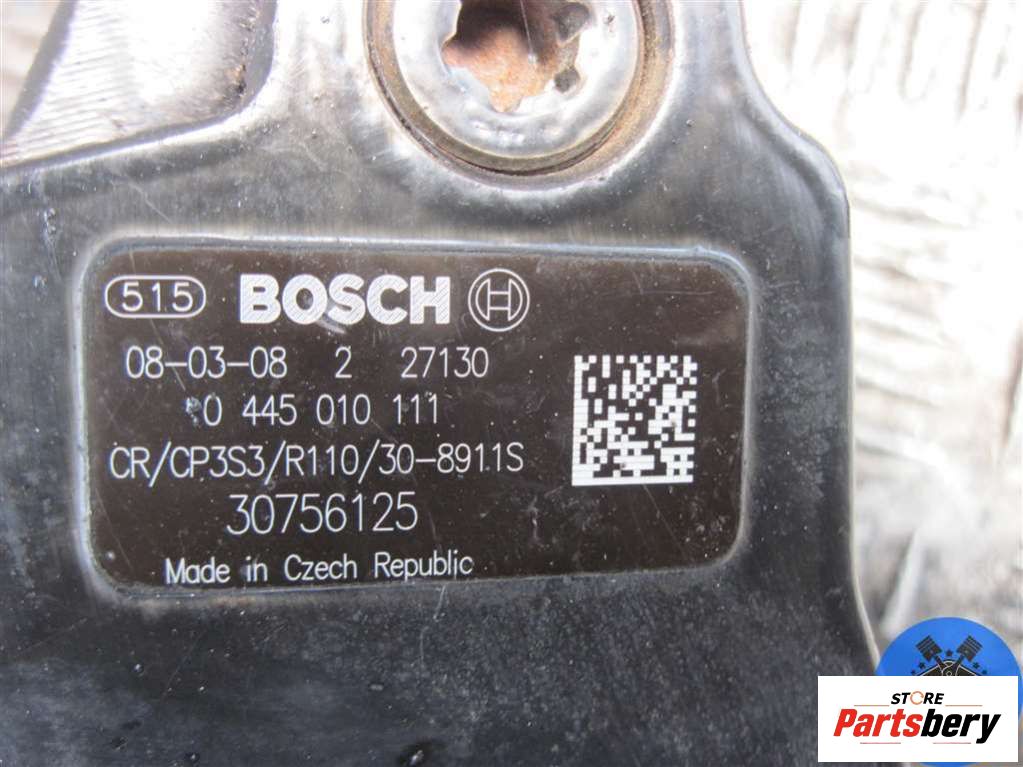 515 BOSCH
08-03-08 2 27130
0 445 010 111
CR/CP3S3/R110/30-8911S
30756125
Made in Czech Republic
STORE
Partsbery